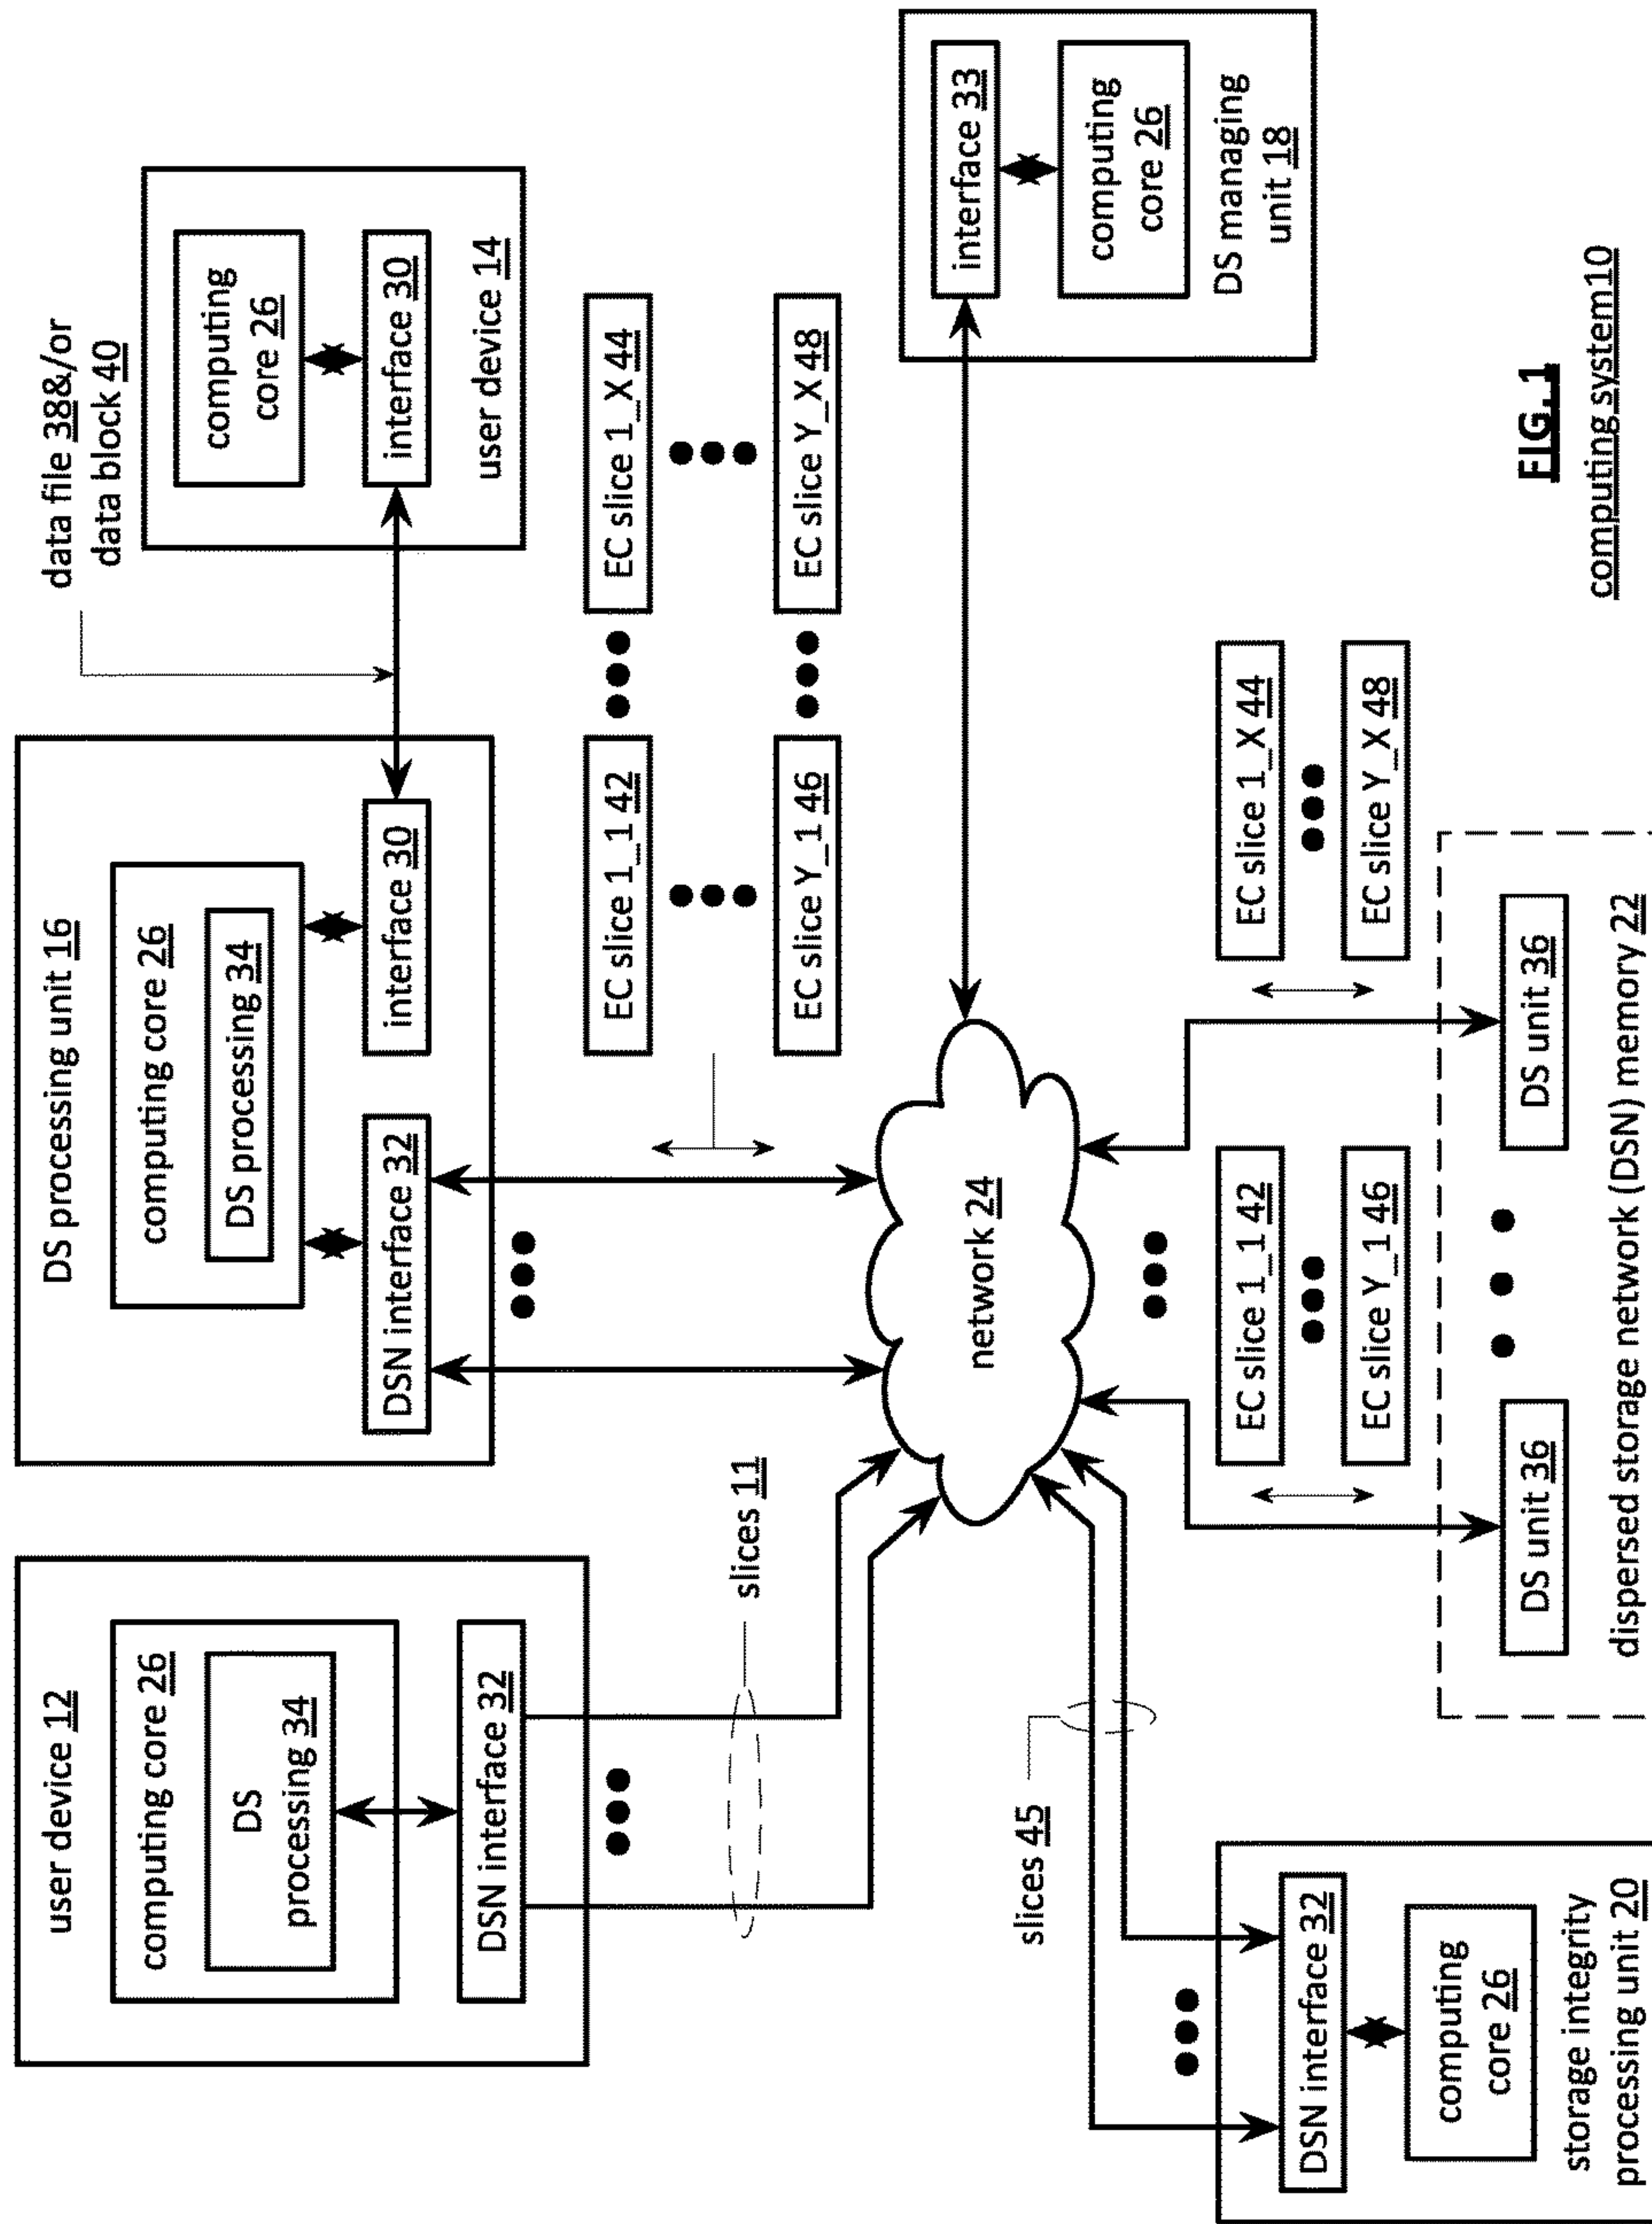 user device 12
computing core 26
DS
processing 34
DSN interface 32
slices 11
DS processing unit 16
computing core 26
DS processing 34
DSN interface 32
interface 30
data file 38&/or
data block 40
computing
core 26
interface 30
user device 14
EC slice 1_1 42
EC slice 1_X 44
EC slice Y_1 46
EC slice Y_X 48
network 24
interface 33
computing
core 26
DS managing
unit 18
slices 45
DSN interface 32
computing
core 26
storage integrity
processing unit 20
EC slice 1_1 42
EC slice Y_1 46
EC slice 1_X 44
EC slice Y_X 48
DS unit 36
DS unit 36
dispersed storage network (DSN) memory 22
FIG. 1
computing system10